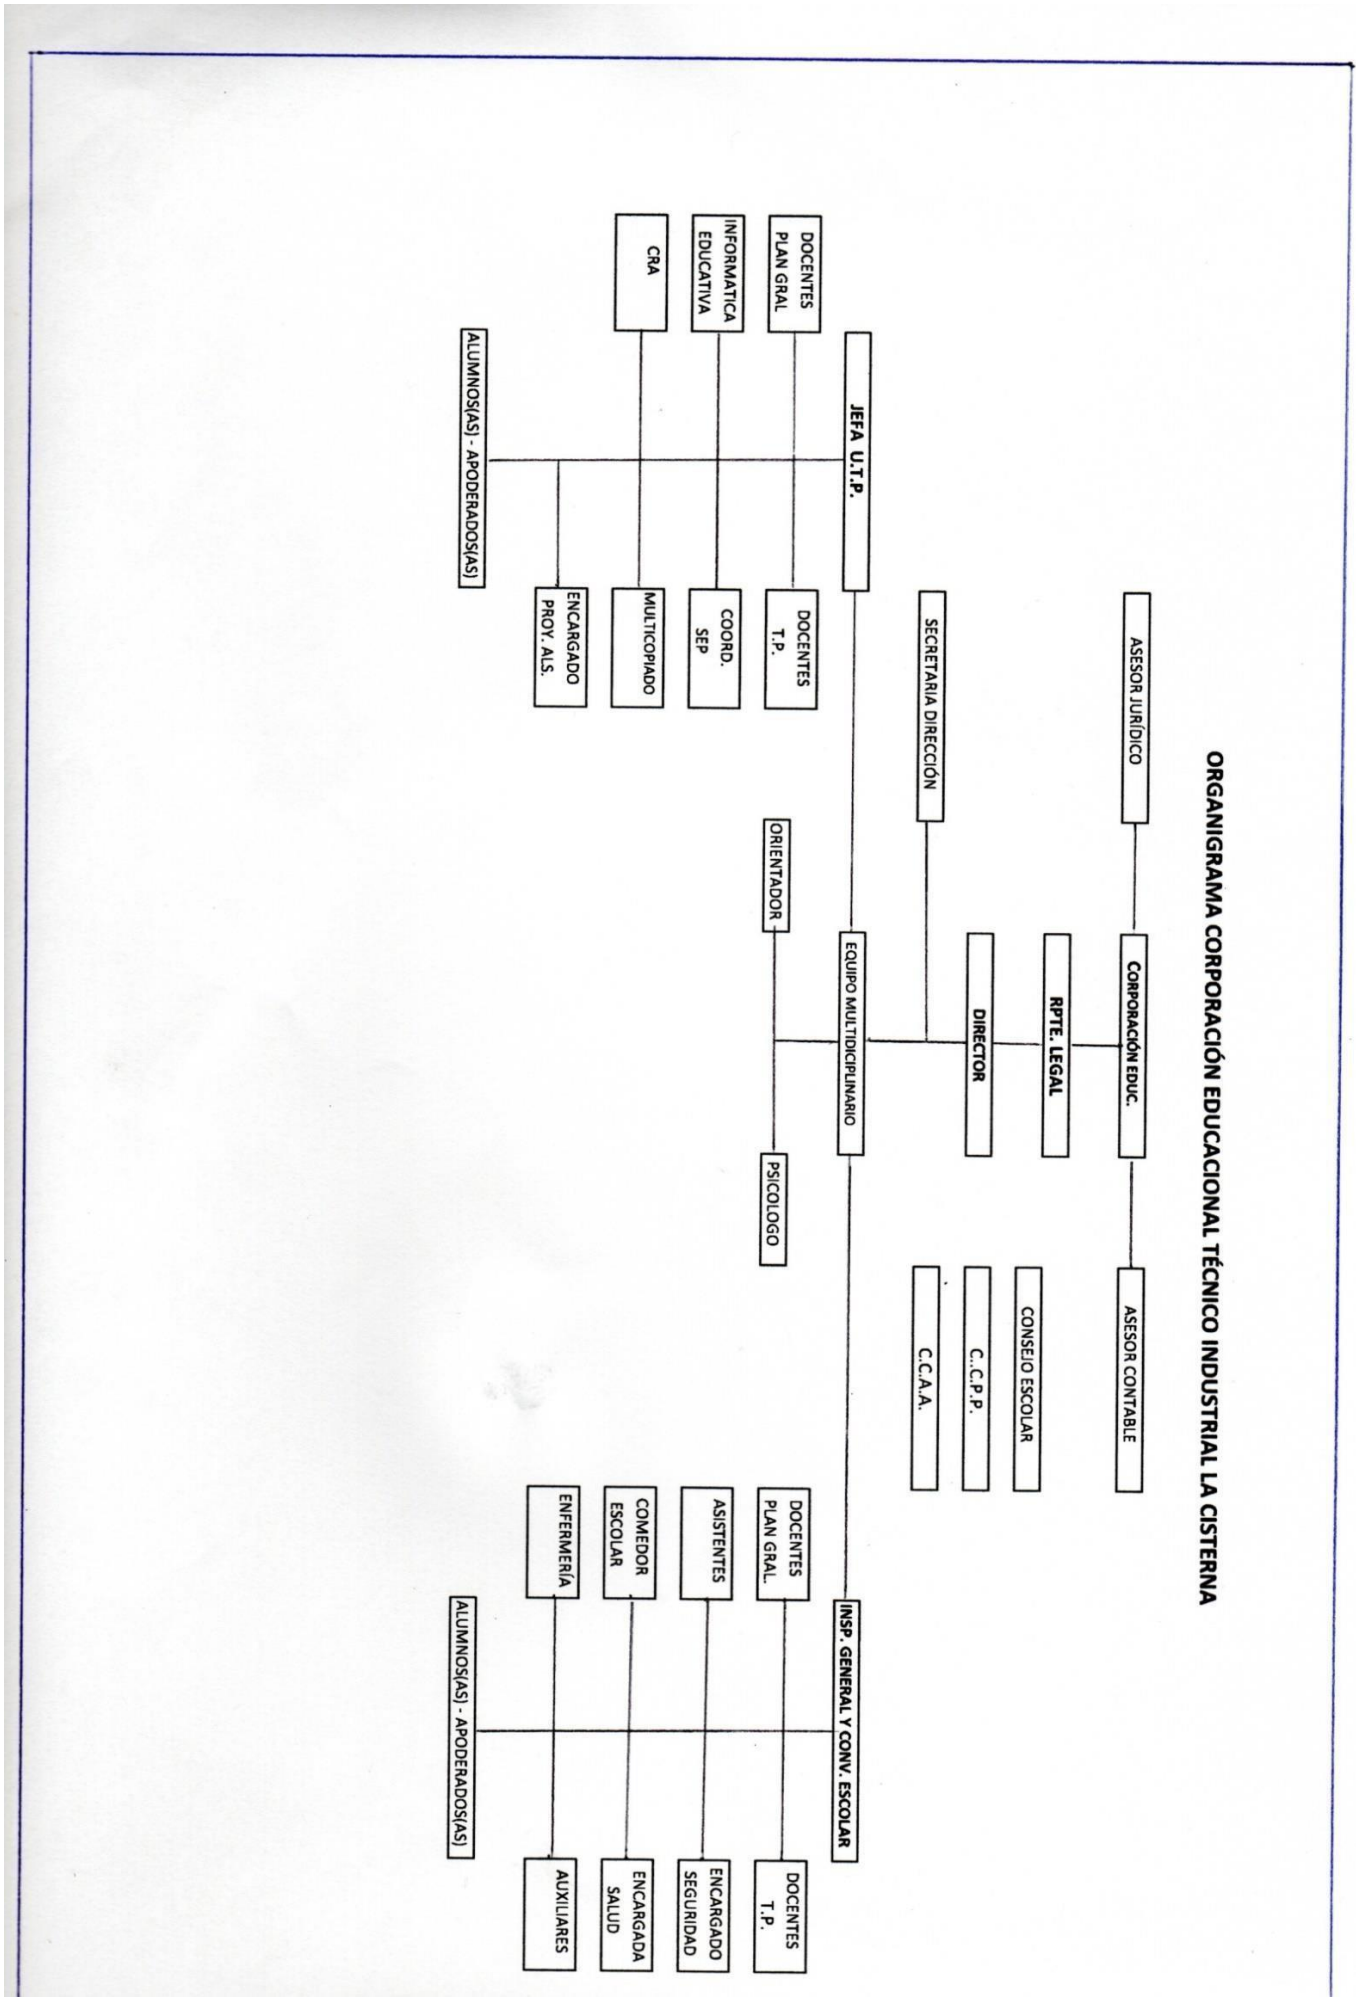 ORGANIGRAMA CORPORACIÓN EDUCACIONAL TÉCNICO INDUSTRIAL LA CISTERNA
ASESOR JURÍDICO
CORPORACIÓN EDUC.
ASESOR CONTABLE
RPTE. LEGAL
CONSEJO ESCOLAR
DIRECTOR
C..C.P.P.
SECRETARIA DIRECCIÓN
C.C.A.A.
JEFA U.T.P.
EQUIPO MULTIDICIPLINARIO
INSP. GENERAL Y CONV. ESCOLAR
DOCENTES
PLAN GRAL
DOCENTES
T.P.
INFORMATICA
EDUCATIVA
COORD.
SEP
CRA
MULTICOPIADO
ENCARGADO
PROY. ALS.
ALUMNOS(AS) - APODERADOS(AS)
ORIENTADOR
PSICOLOGO
DOCENTES
PLAN GRAL.
DOCENTES
T.P.
ASISTENTES
ENCARGADO
SEGURIDAD
COMEDOR
ESCOLAR
ENCARGADA
SALUD
ENFERMERÍA
AUXILIARES
ALUMNOS(AS) - APODERADOS(AS)